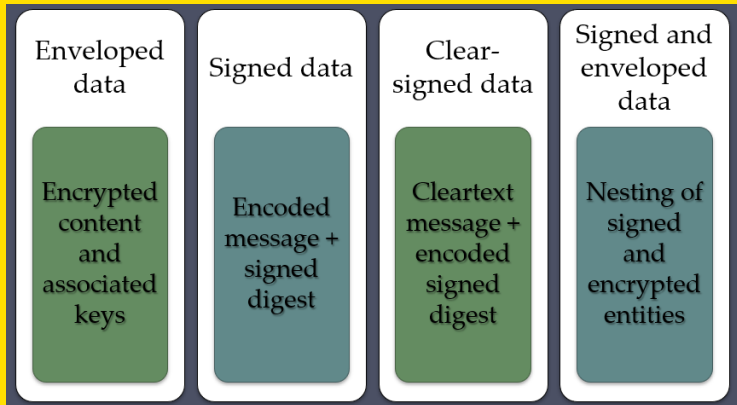 Enveloped
data
Encrypted
content
and
associated
keys
Signed data
Encoded
message +
signed
digest
Clear-
signed data
Cleartext
message +
encoded
signed
digest
Signed and
enveloped
data
Nesting of
signed
and
encrypted
entities